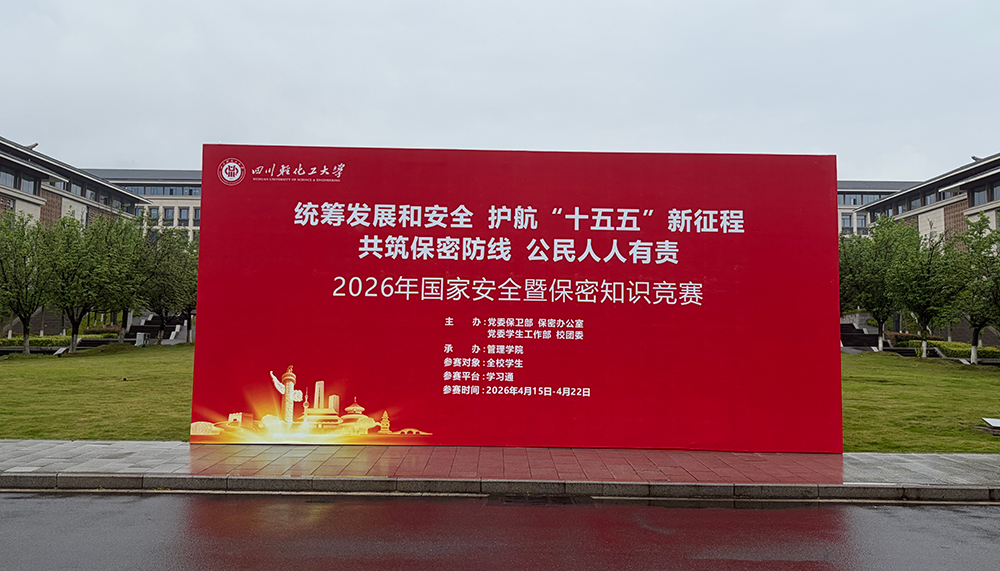 四川轻化工大学
SICHUAN UNIVERSITY OF SCIENCE & ENGINEERING
统筹发展和安全 护航“十五五”新征程
共筑保密防线 公民人人有责
2026年国家安全暨保密知识竞赛
主 办：党委保卫部 保密办公室
党委学生工作部 校团委
承 办：管理学院
参赛对象：全校学生
参赛平台：学习通
参赛时间：2026年4月15日-4月22日